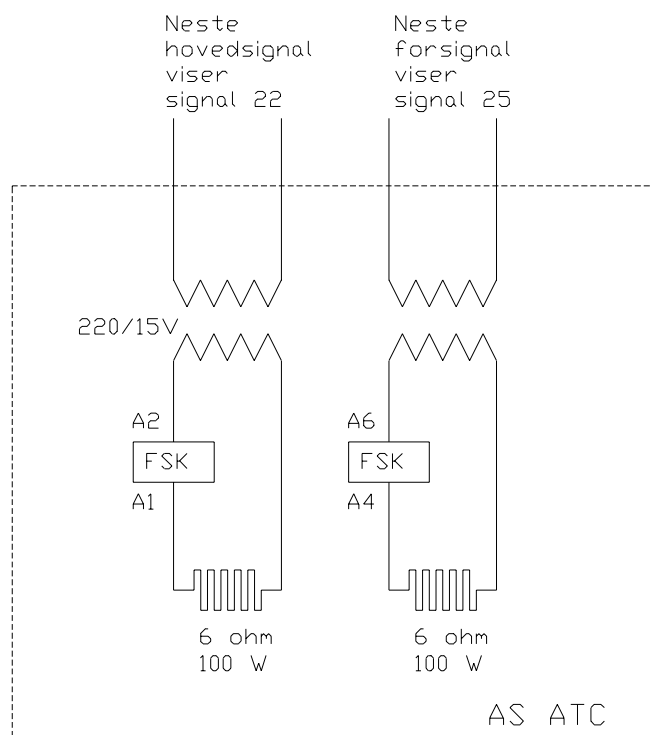 Neste
hovedsignal
viser
signal 22
Neste
forsignal
viser
signal 25
220/15V
A2
FSK
A1
A6
FSK
A4
6 ohm
100 W
6 ohm
100 W
AS ATC